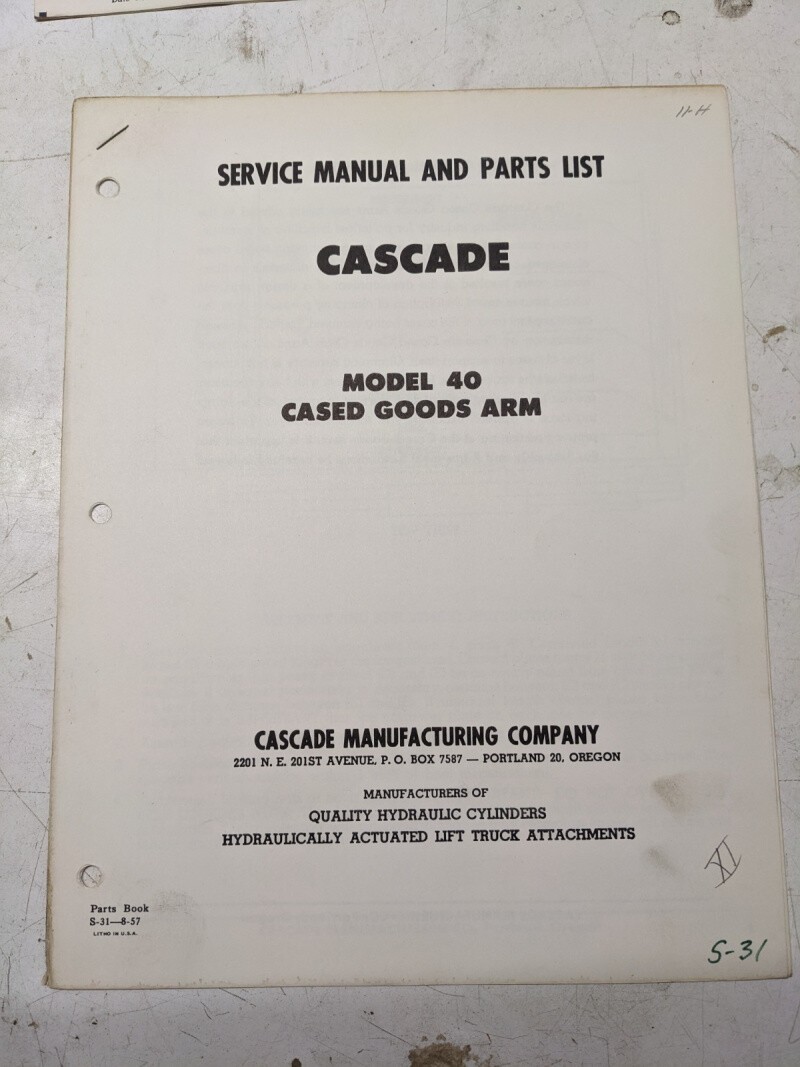 SERVICE MANUAL AND PARTS LIST
CASCADE
MODEL 40
CASED GOODS ARM
CASCADE MANUFACTURING COMPANY
2201 N. E. 201ST AVENUE, P. O. BOX 7587 — PORTLAND 20, OREGON
MANUFACTURERS OF
QUALITY HYDRAULIC CYLINDERS
HYDRAULICALLY ACTUATED LIFT TRUCK ATTACHMENTS
XI
Parts Book
S-31—8-57
LITHO IN U.S.A.
S-31